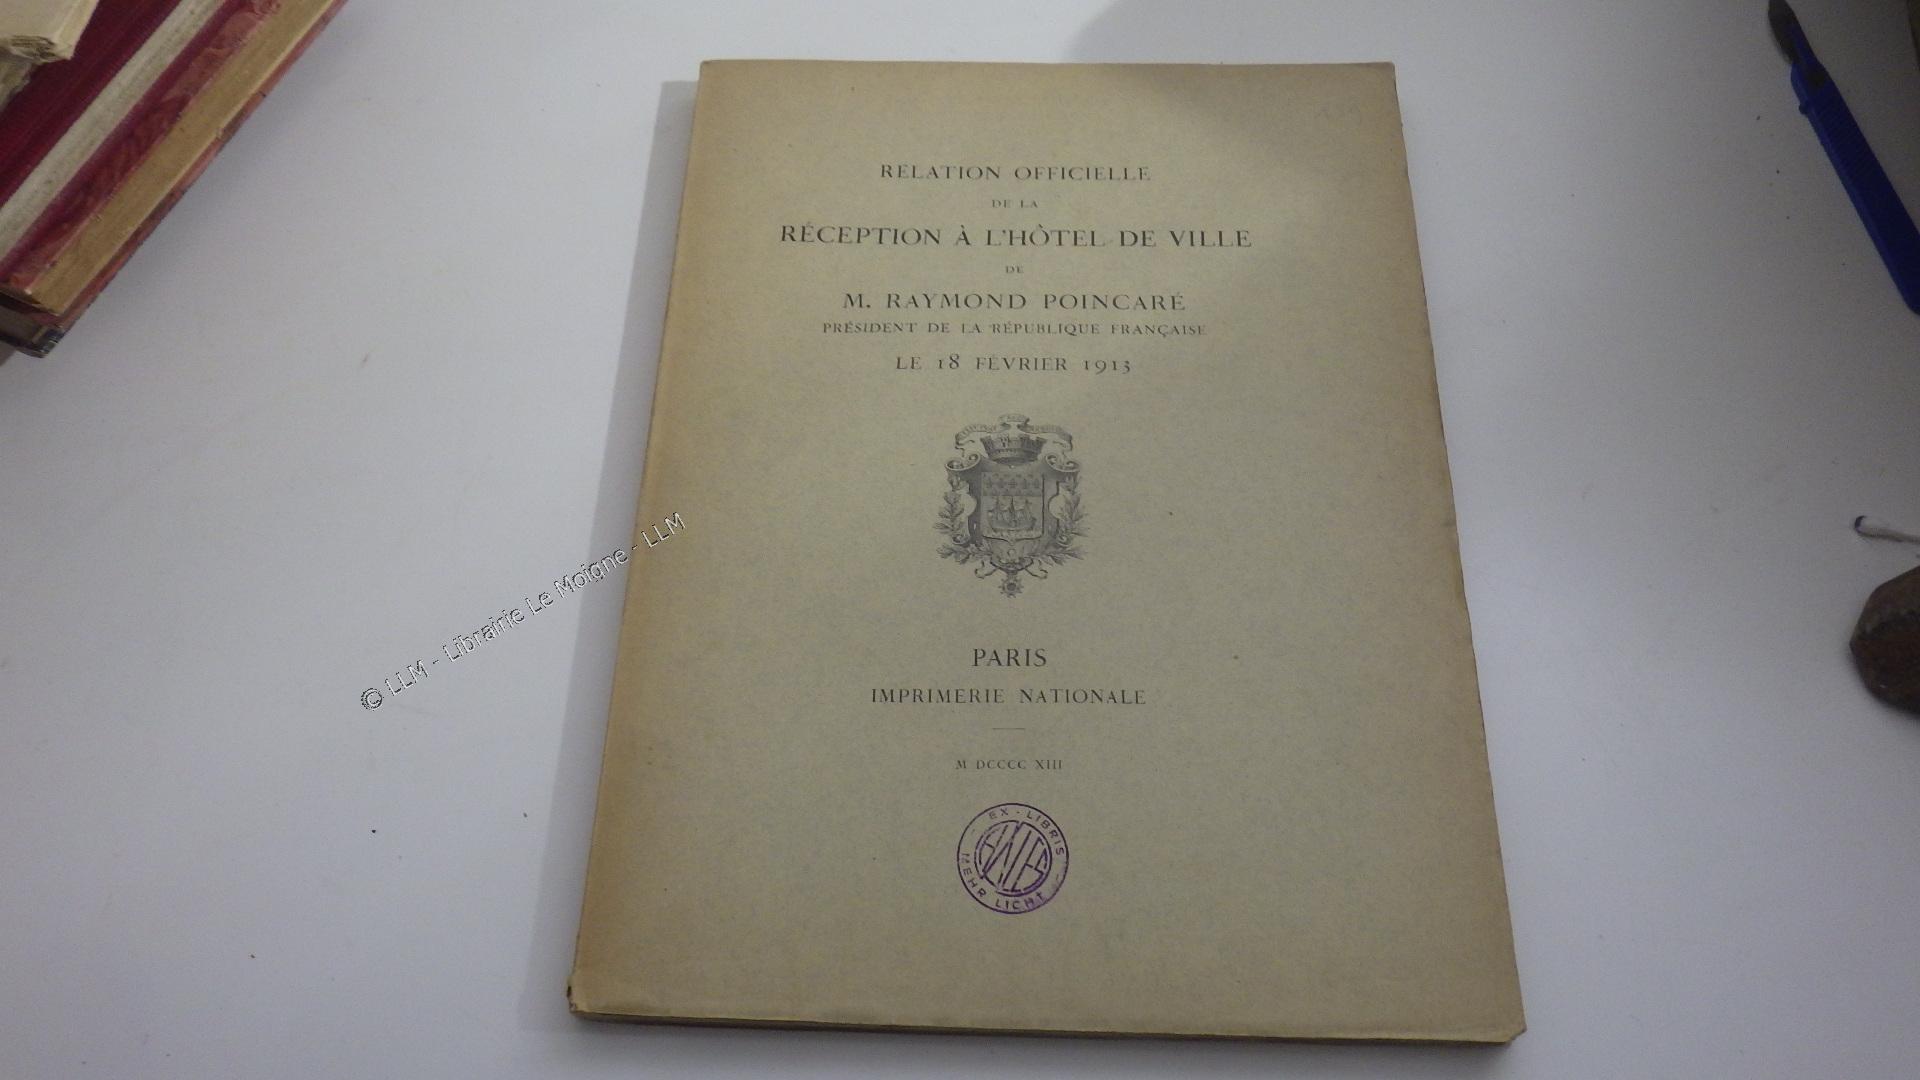 RELATION OFFICIELLE
DE LA
RÉCEPTION À L'HÔTEL DE VILLE
DE
M. RAYMOND POINCARÉ
PRÉSIDENT DE LA RÉPUBLIQUE FRANÇAISE
LE 18 FÉVRIER 1913
PARIS
IMPRIMERIE NATIONALE
M DCCCC XIII
EX-LIBRIS
MEHR LICHT
© LLM - Librairie Le Moigne - LLM